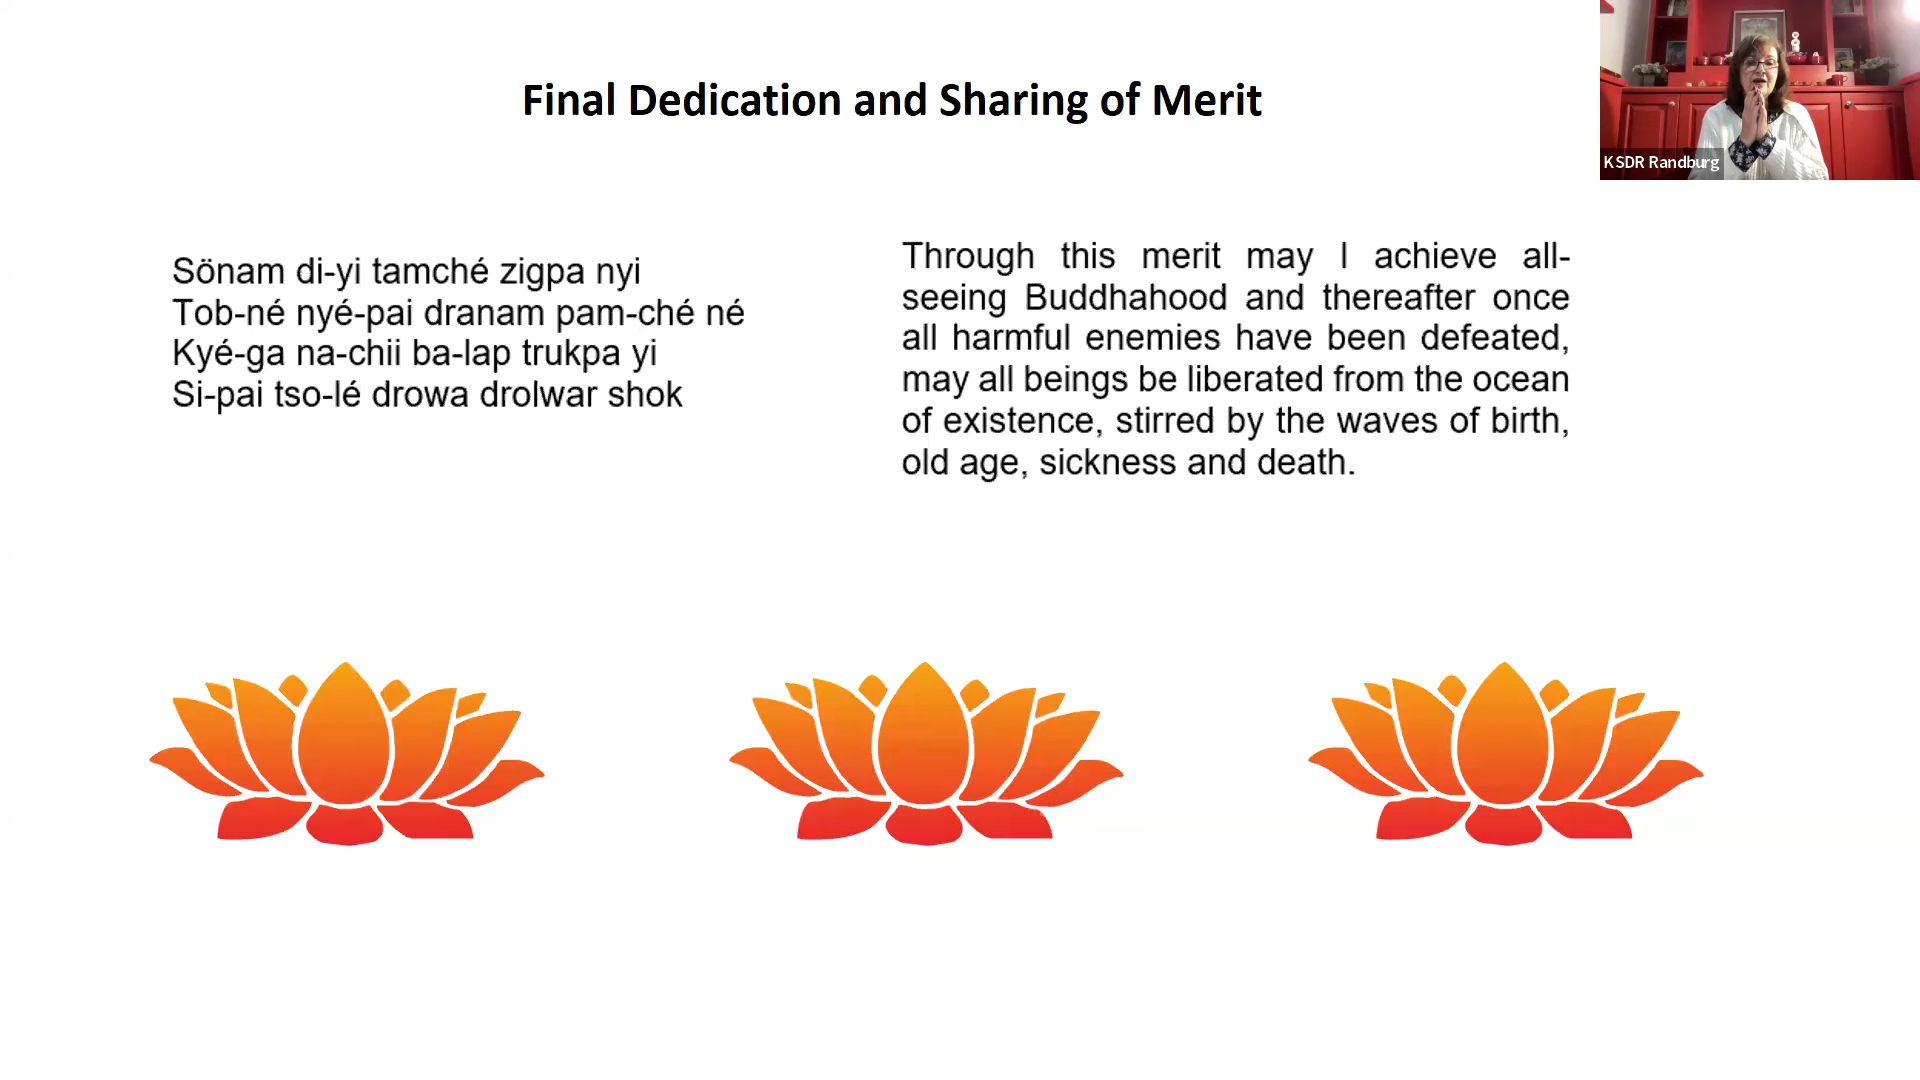 Final Dedication and Sharing of Merit
KSDR Randburg
Sönam di-yi tamché zigpa nyi
Tob-né nyé-pai dranam pam-ché né
Kyé-ga na-chii ba-lap trukpa yi
Si-pai tso-lé drowa drolwar shok
Through this merit may I achieve all-
seeing Buddhahood and thereafter once
all harmful enemies have been defeated,
may all beings be liberated from the ocean
of existence, stirred by the waves of birth,
old age, sickness and death.